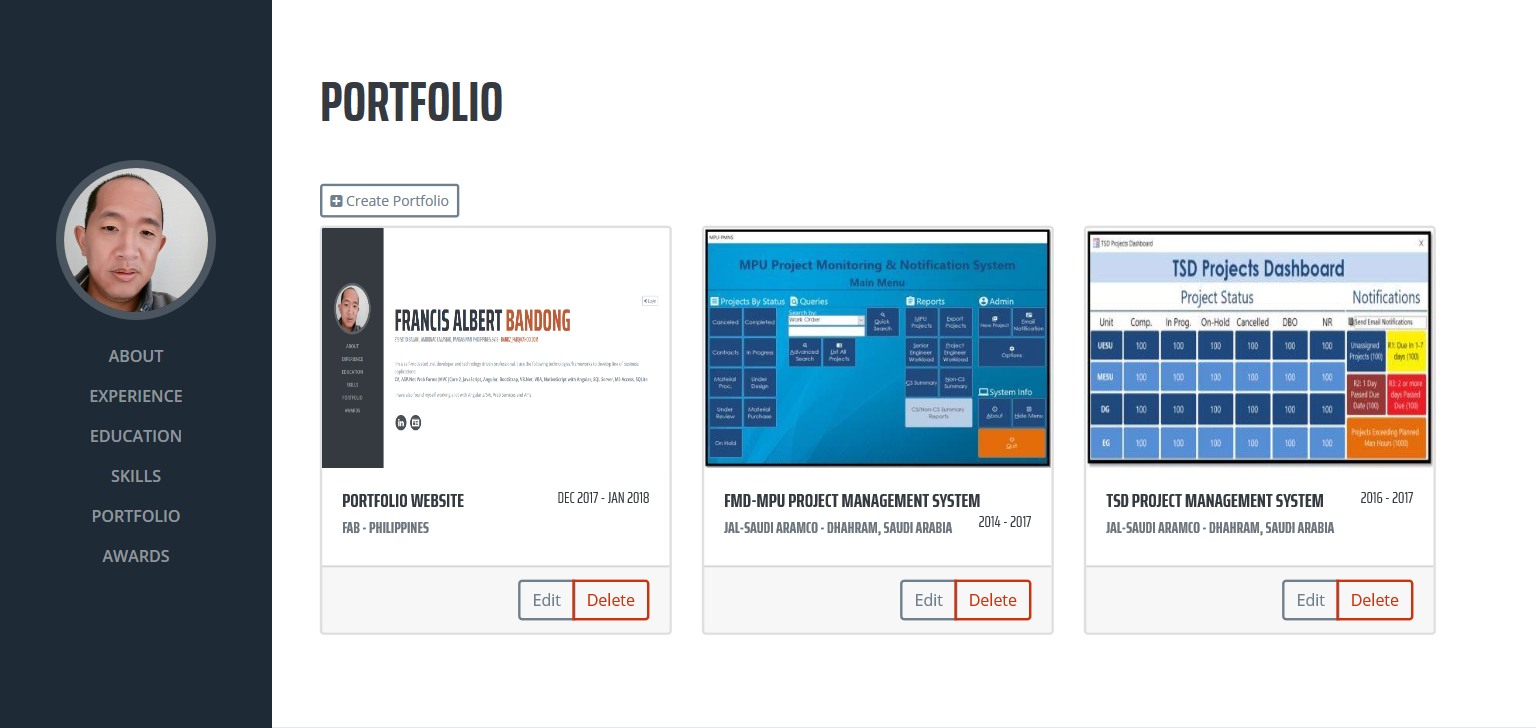 ABOUT
EXPERIENCE
EDUCATION
SKILLS
PORTFOLIO
AWARDS
PORTFOLIO
Create Portfolio
FRANCIS ALBERT BANDONG
ABOUT
EXPERIENCE
EDUCATION
SKILLS
PORTFOLIO
AWARDS
PORTFOLIO WEBSITE
DEC 2017 - JAN 2018
FAB - PHILIPPINES
Edit
Delete
MPU-PMNS
MPU Project Monitoring & Notification System
Main Menu
Projects By Status
Queries
Reports
Admin
Search by:
Work Order
Canceled
Completed
Quick Search
MPU Projects
Export Projects
New Project
Email Notification
Contracts
In Progress
Advanced Search
List All Projects
Senior Engineer Workload
Project Engineer Workload
Options
Material Proc.
Under Design
CS Summary
Non-CS Summary
System Info
Under Review
Material Purchase
CS/Non-CS Summary Reports
About
Hide Menu
On Hold
Quit
FMD-MPU PROJECT MANAGEMENT SYSTEM
2014 - 2017
JAL-SAUDI ARAMCO - DHAHRAM, SAUDI ARABIA
Edit
Delete
TSD Projects Dashboard
X
TSD Projects Dashboard
Project Status
Notifications
Unit Comp. In Prog. On-Hold Cancelled DBO NR
Send Email Notifications
UESU 100 100 100 100 100 100
Unassigned Projects (100)
R1: Due In 1-7 days (100)
MESU 100 100 100 100 100 100
R2: 1 Day Passed Due Date (100)
R3: 2 or more days Passed Due (100)
DG 100 100 100 100 100 100
EG 100 100 100 100 100 100
Projects Exceeding Planned Man Hours (1000)
TSD PROJECT MANAGEMENT SYSTEM
2016 - 2017
JAL-SAUDI ARAMCO - DHAHRAM, SAUDI ARABIA
Edit
Delete